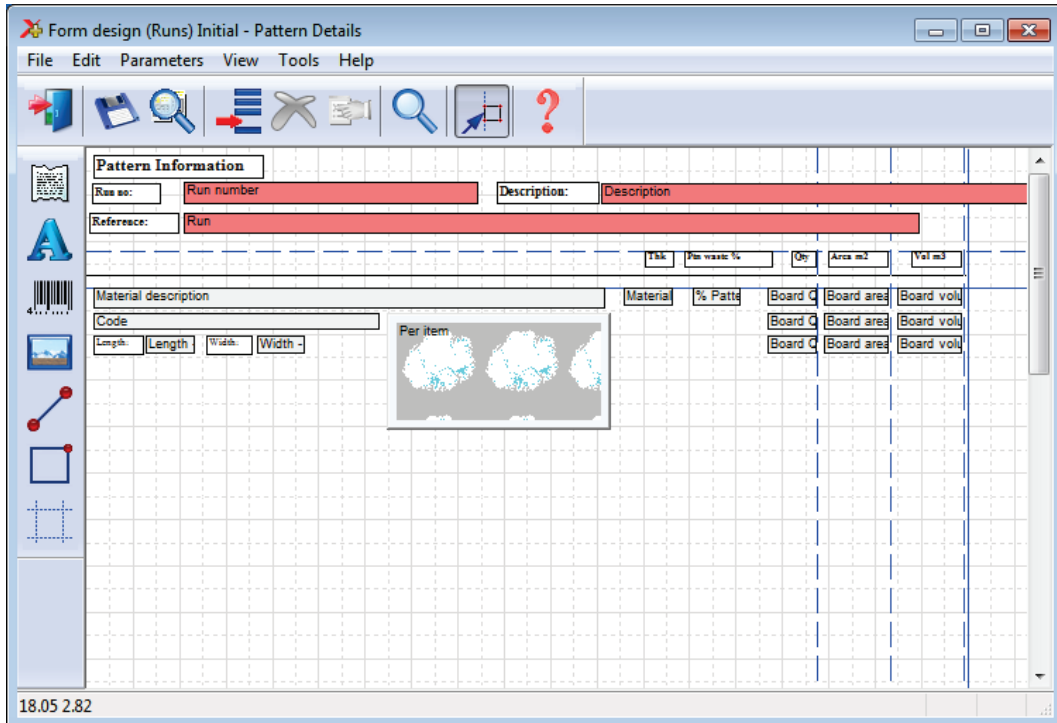 Form design (Runs) Initial - Pattern Details
File Edit Parameters View Tools Help
Pattern Information
Run no: Run number Description: Description
Reference: Run
Thk Ptn waste % Qty Area m2 Vol m3
Material description Material % Patte Board Q Board area Board volu
Code Board Q Board area Board volu
Length: Length - Width: Width - Board Q Board area Board volu
Per item
18.05 2.82